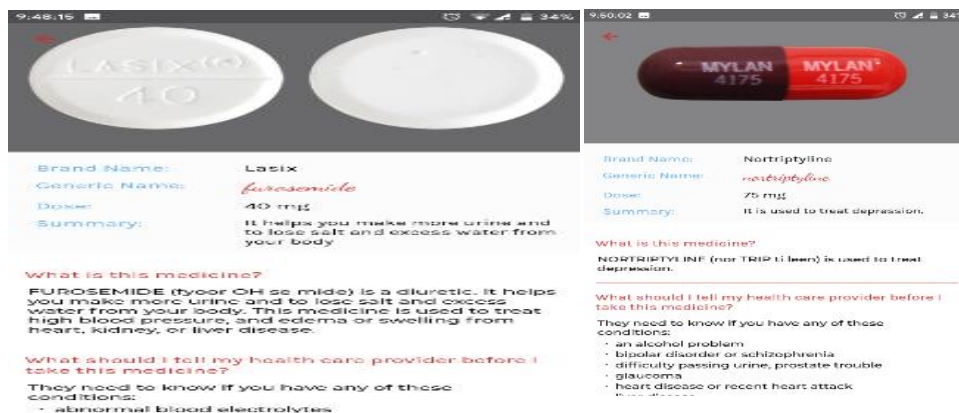 9:48:15
34%
LASIX(R)
40
Brand Name: Lasix
Generic Name: furosemide
Dose: 40 mg
Summary: It helps you make more urine and
to lose salt and excess water from
your body
What is this medicine?
FUROSEMIDE (fyoor OH se mide) is a diuretic. It helps
you make more urine and to lose salt and excess
water from your body. This medicine is used to treat
high blood pressure, and edema or swelling from
heart, kidney, or liver disease.
What should I tell my health care provider before I
take this medicine?
They need to know if you have any of these
conditions:
· abnormal blood electrolytes
9:50:02
34%
MYLAN MYLAN
4175 4175
Brand Name: Nortriptyline
Generic Name: nortriptyline
Dose: 75 mg
Summary: It is used to treat depression.
What is this medicine?
NORTRIPTYLINE (nor TRIP ti leen) is used to treat
depression.
What should I tell my health care provider before I
take this medicine?
They need to know if you have any of these
conditions:
· an alcohol problem
· bipolar disorder or schizophrenia
· difficulty passing urine, prostate trouble
· glaucoma
· heart disease or recent heart attack